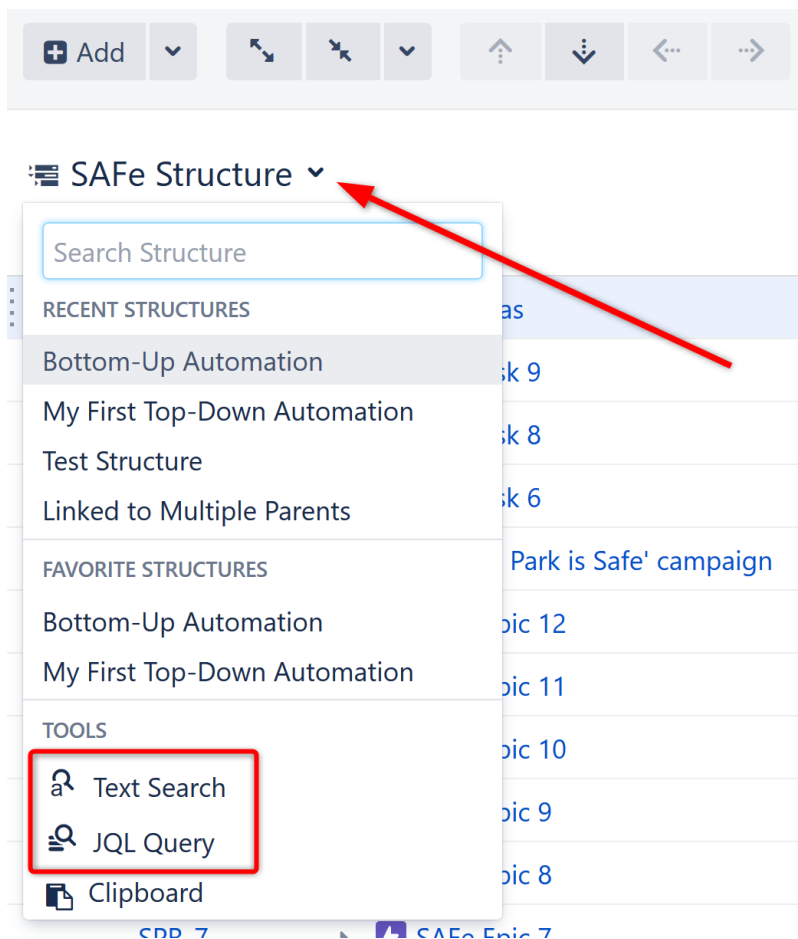 Add
SAFe Structure
Search Structure
RECENT STRUCTURES
as
Bottom-Up Automation
sk 9
My First Top-Down Automation
sk 8
Test Structure
sk 6
Linked to Multiple Parents
Park is Safe' campaign
FAVORITE STRUCTURES
Bottom-Up Automation
pic 12
My First Top-Down Automation
pic 11
TOOLS
pic 10
Text Search
pic 9
JQL Query
pic 8
Clipboard
SPR-7 SAFe Epic 7